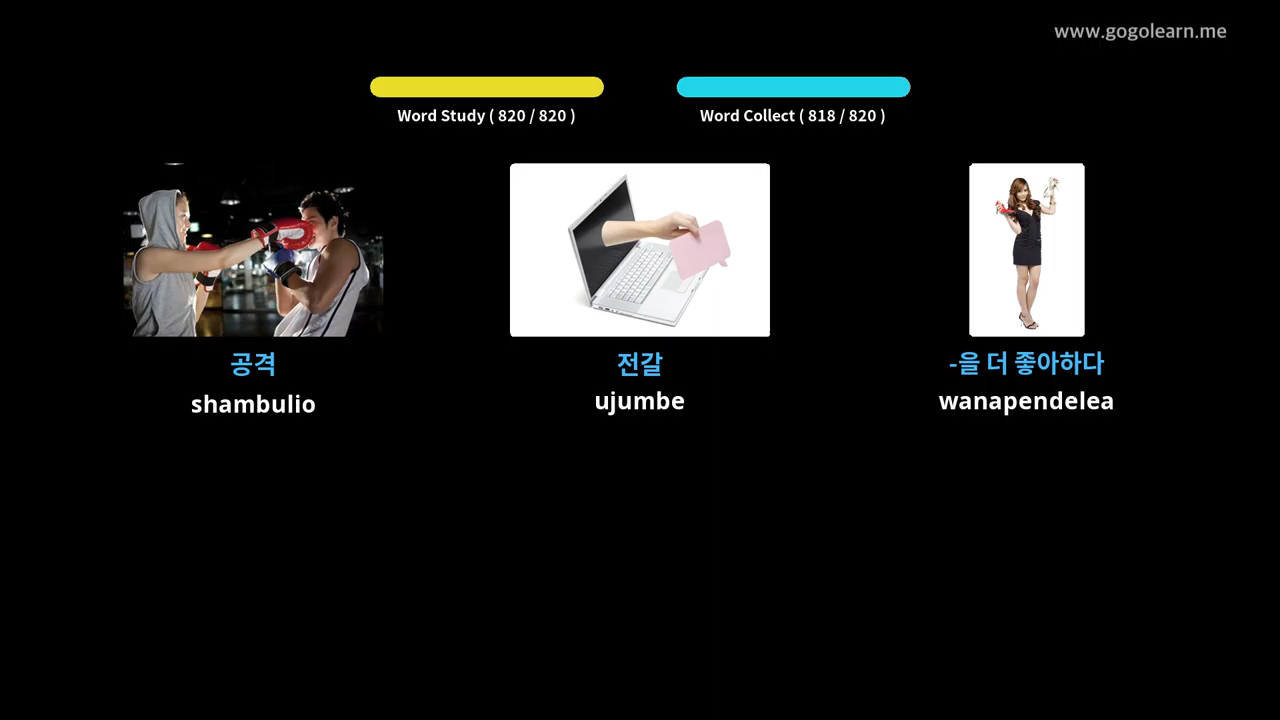 www.gogolearn.me
Word Study ( 820 / 820 )
Word Collect ( 818 / 820 )
공격
전갈
-을 더 좋아하다
shambulio
ujumbe
wanapendelea